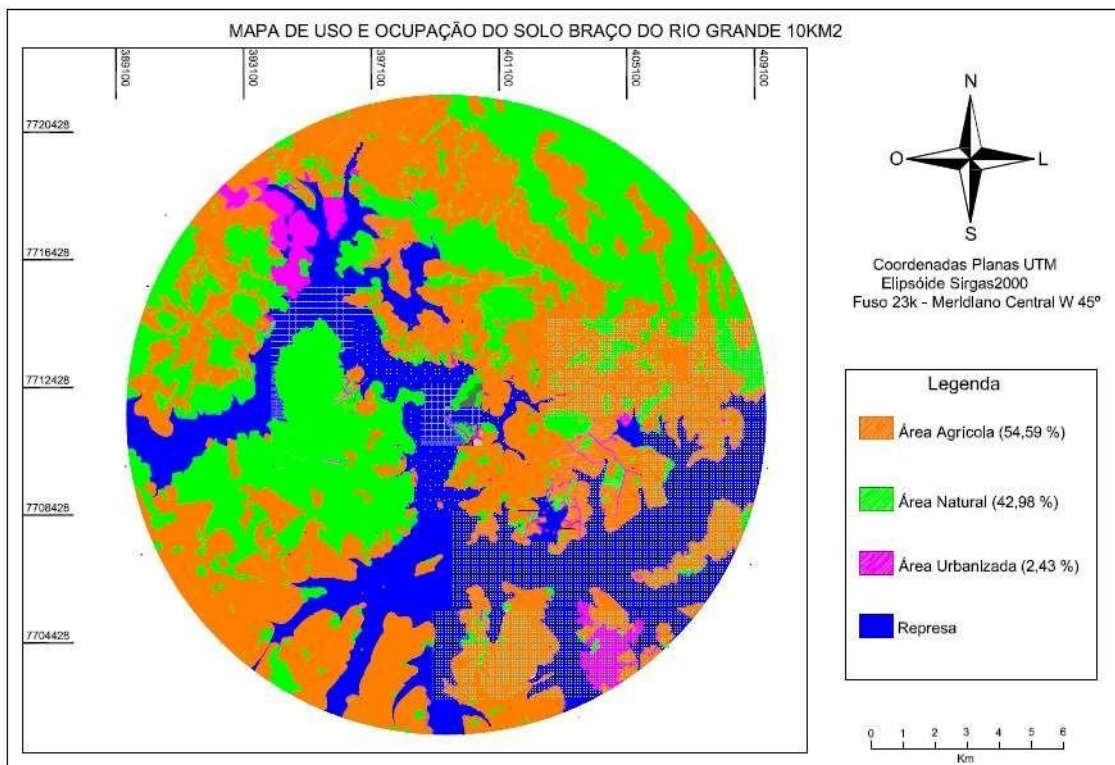 MAPA DE USO E OCUPAÇÃO DO SOLO BRAÇO DO RIO GRANDE 10KM2
389100
393100
397100
401100
405100
409100
7720428
7716428
7712428
7708428
7704428
N
O
L
S
Coordenadas Planas UTM
Elipsóide Sirgas2000
Fuso 23k - Meridiano Central W 45º
Legenda
Área Agrícola (54,59 %)
Área Natural (42,98 %)
Área Urbanizada (2,43 %)
Represa
0 1 2 3 4 5 6
Km